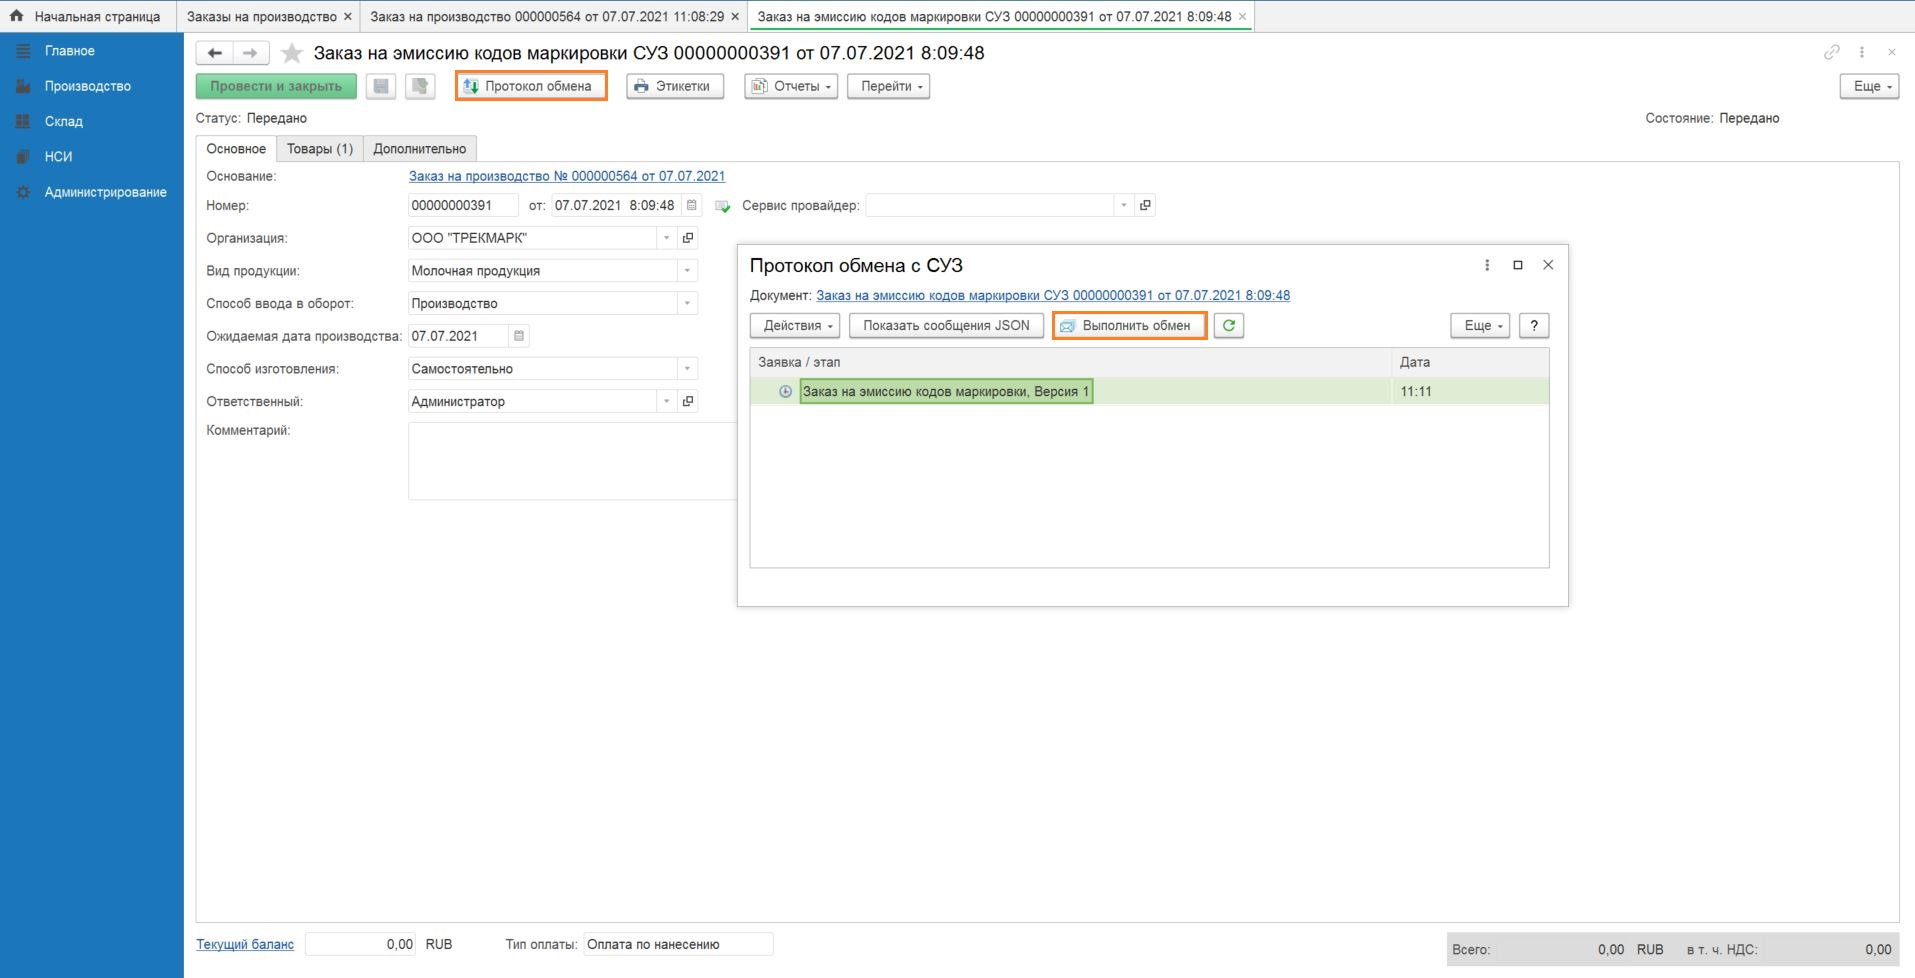 Начальная страница
Заказы на производство ×
Заказ на производство 000000564 от 07.07.2021 11:08:29 ×
Заказ на эмиссию кодов маркировки СУЗ 00000000391 от 07.07.2021 8:09:48 ×
Главное
Производство
Склад
НСИ
Администрирование
Заказ на эмиссию кодов маркировки СУЗ 00000000391 от 07.07.2021 8:09:48
Провести и закрыть
Протокол обмена
Этикетки
Отчеты
Перейти
Еще
Статус: Передано
Состояние: Передано
Основное
Товары (1)
Дополнительно
Основание: Заказ на производство № 000000564 от 07.07.2021
Номер: 00000000391 от: 07.07.2021 8:09:48 Сервис провайдер:
Организация: ООО "ТРЕКМАРК"
Вид продукции: Молочная продукция
Способ ввода в оборот: Производство
Ожидаемая дата производства: 07.07.2021
Способ изготовления: Самостоятельно
Ответственный: Администратор
Комментарий:
Протокол обмена с СУЗ
Документ: Заказ на эмиссию кодов маркировки СУЗ 00000000391 от 07.07.2021 8:09:48
Действия
Показать сообщения JSON
Выполнить обмен
Еще
?
Заявка / этап Дата
Заказ на эмиссию кодов маркировки, Версия 1 11:11
Текущий баланс 0,00 RUB Тип оплаты: Оплата по нанесению
Всего: 0,00 RUB в т. ч. НДС: 0,00